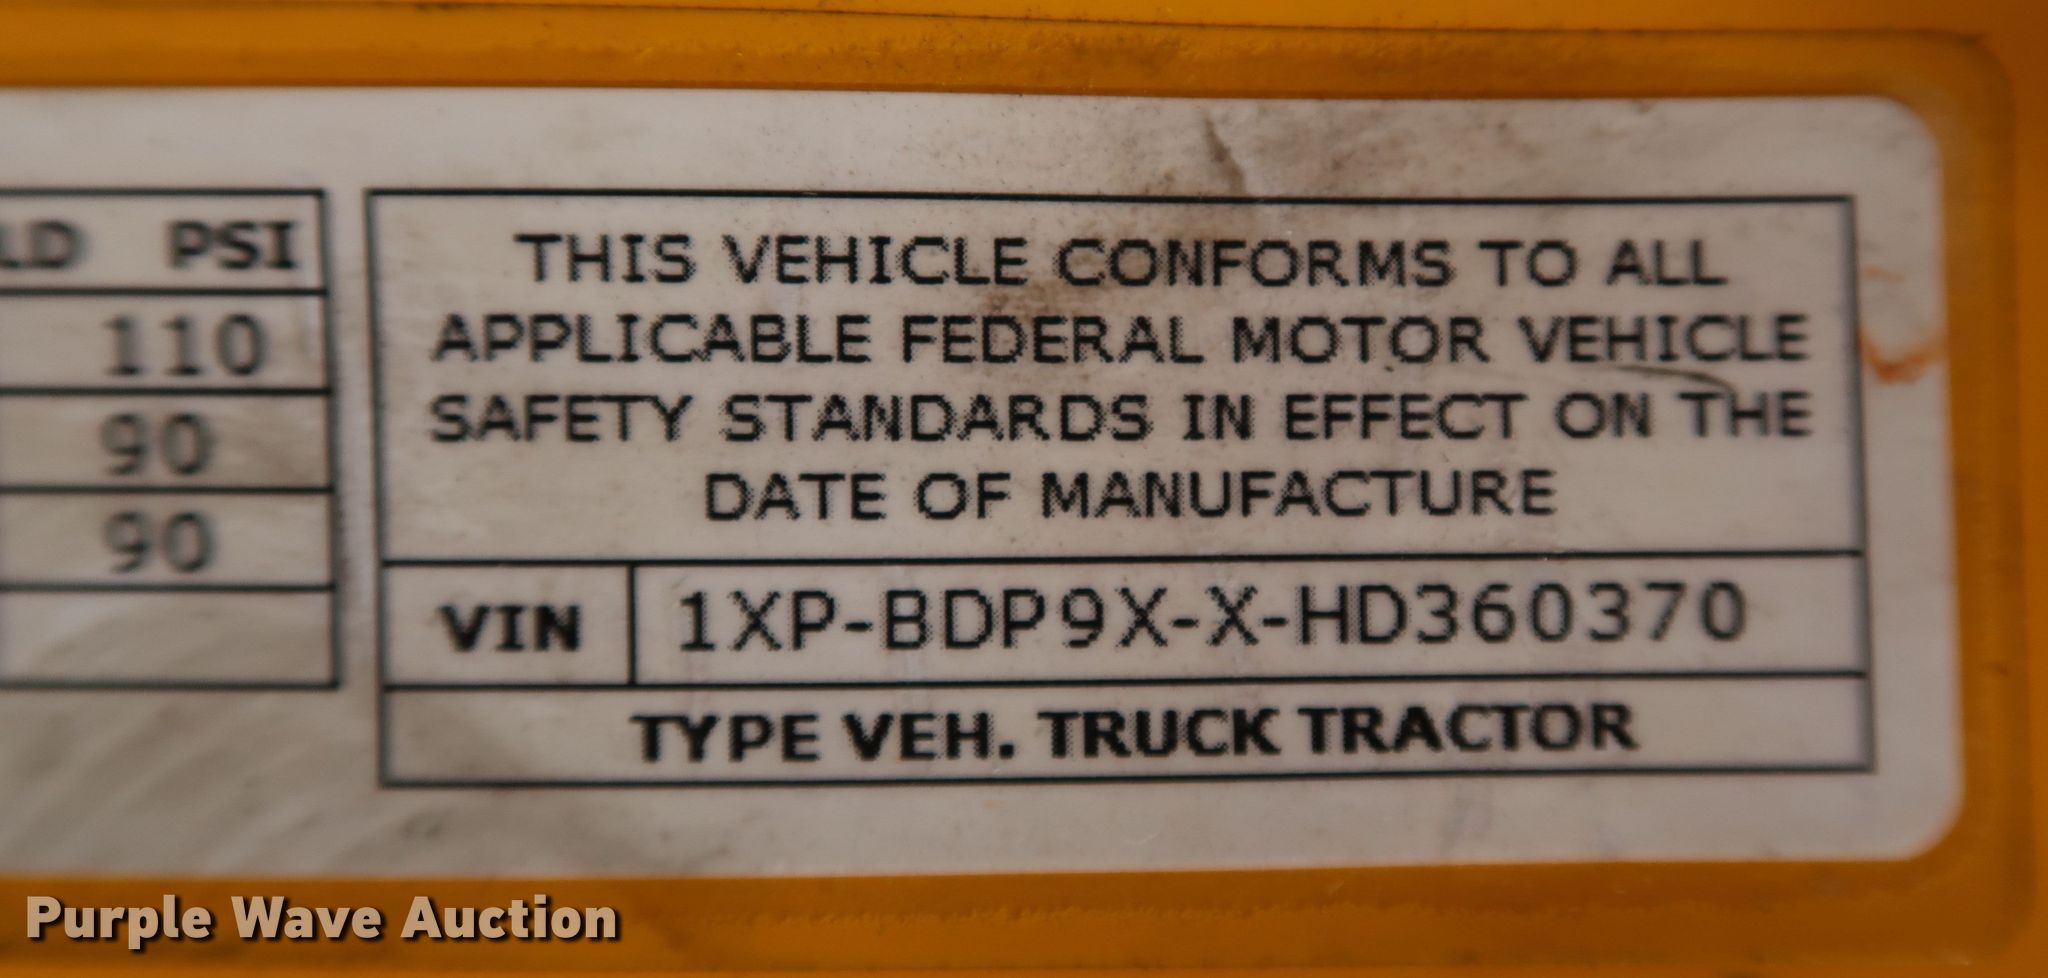 LD PSI
110
90
90
THIS VEHICLE CONFORMS TO ALL
APPLICABLE FEDERAL MOTOR VEHICLE
SAFETY STANDARDS IN EFFECT ON THE
DATE OF MANUFACTURE
VIN 1XP-BDP9X-X-HD360370
TYPE VEH. TRUCK TRACTOR
Purple Wave Auction